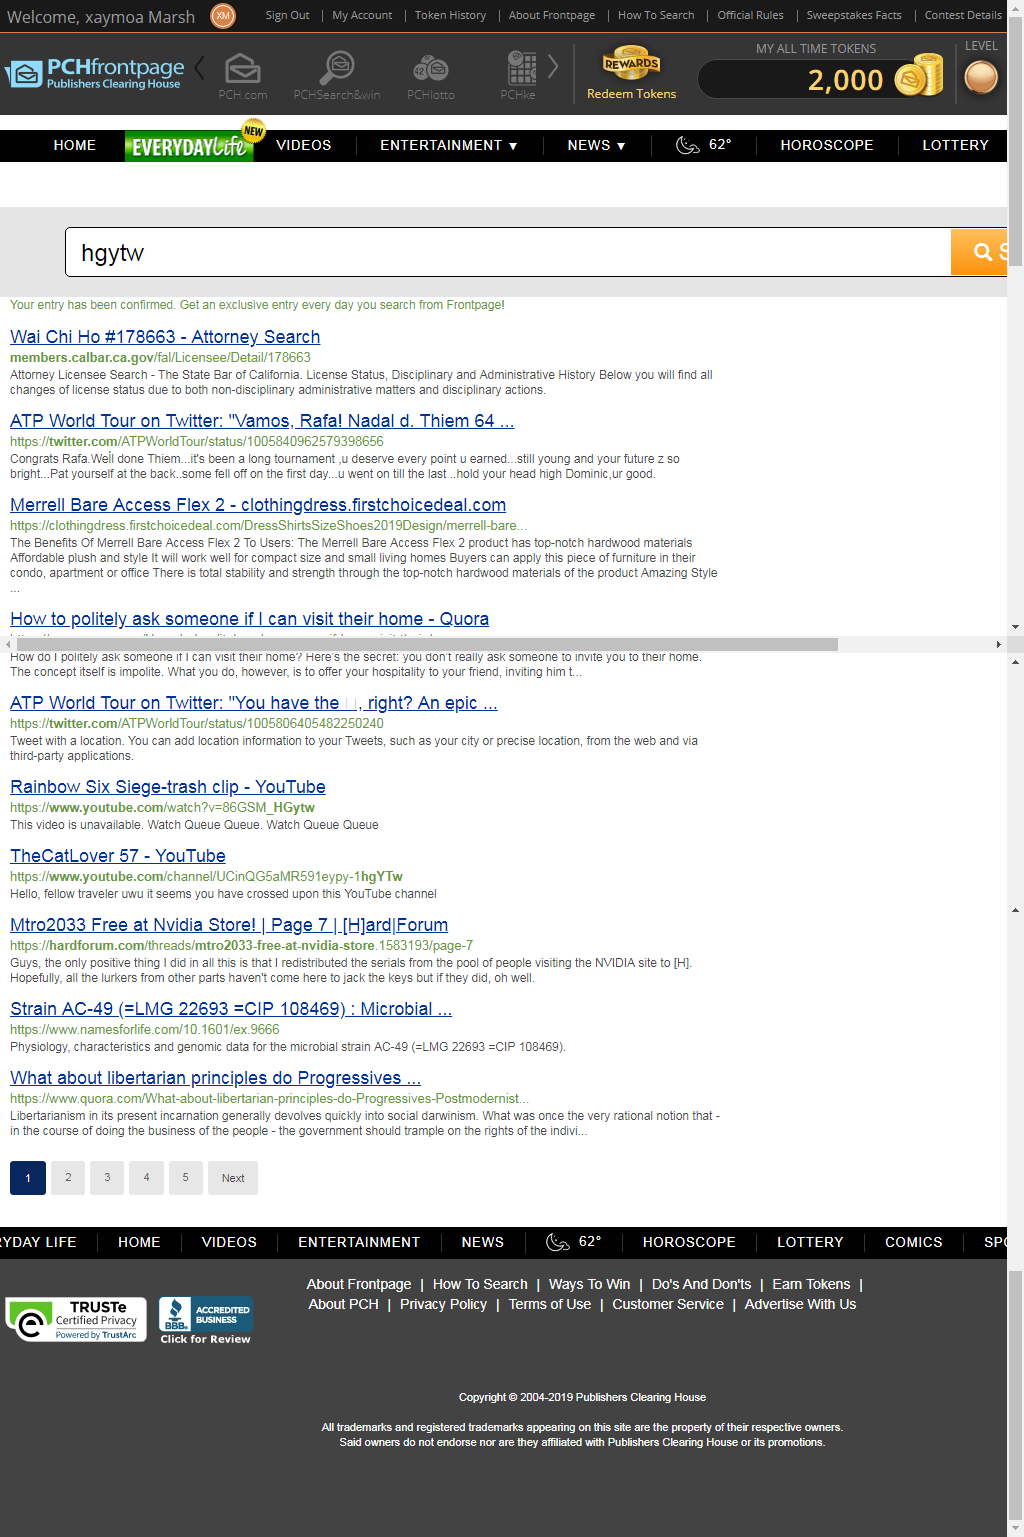 Welcome, xaymoa Marsh XM Sign Out | My Account | Token History | About Frontpage | How To Search | Official Rules | Sweepstakes Facts | Contest Details
PCHfrontpage
Publishers Clearing House
PCH.com PCHSearch&win PCHlotto PCHke
42
REWARDS
Redeem Tokens
MY ALL TIME TOKENS
2,000
LEVEL
HOME EVERYDAY Life NEW VIDEOS ENTERTAINMENT ▼ NEWS ▼ 62° HOROSCOPE LOTTERY
hgytw S
Your entry has been confirmed. Get an exclusive entry every day you search from Frontpage!
Wai Chi Ho #178663 - Attorney Search
members.calbar.ca.gov/fal/Licensee/Detail/178663
Attorney Licensee Search - The State Bar of California. License Status, Disciplinary and Administrative History Below you will find all
changes of license status due to both non-disciplinary administrative matters and disciplinary actions.
ATP World Tour on Twitter: "Vamos, Rafa! Nadal d. Thiem 64 ...
https://twitter.com/ATPWorldTour/status/1005840962579398656
Congrats Rafa.Weĺl done Thiem...it's been a long tournament ,u deserve every point u earned...still young and your future z so
bright...Pat yourself at the back..some fell off on the first day...u went on till the last ..hold your head high Dominic,ur good.
Merrell Bare Access Flex 2 - clothingdress.firstchoicedeal.com
https://clothingdress.firstchoicedeal.com/DressShirtsSizeShoes2019Design/merrell-bare...
The Benefits Of Merrell Bare Access Flex 2 To Users: The Merrell Bare Access Flex 2 product has top-notch hardwood materials
Affordable plush and style It will work well for compact size and small living homes Buyers can apply this piece of furniture in their
condo, apartment or office There is total stability and strength through the top-notch hardwood materials of the product Amazing Style
...
How to politely ask someone if I can visit their home - Quora
How do I politely ask someone if I can visit their home? Here's the secret: you don't really ask someone to invite you to their home.
The concept itself is impolite. What you do, however, is to offer your hospitality to your friend, inviting him t...
ATP World Tour on Twitter: "You have the , right? An epic ...
https://twitter.com/ATPWorldTour/status/1005806405482250240
Tweet with a location. You can add location information to your Tweets, such as your city or precise location, from the web and via
third-party applications.
Rainbow Six Siege-trash clip - YouTube
https://www.youtube.com/watch?v=86GSM_HGytw
This video is unavailable. Watch Queue Queue. Watch Queue Queue
TheCatLover 57 - YouTube
https://www.youtube.com/channel/UCinQG5aMR591eypy-1hgYTw
Hello, fellow traveler uwu it seems you have crossed upon this YouTube channel
Mtro2033 Free at Nvidia Store! | Page 7 | [H]ard|Forum
https://hardforum.com/threads/mtro2033-free-at-nvidia-store.1583193/page-7
Guys, the only positive thing I did in all this is that I redistributed the serials from the pool of people visiting the NVIDIA site to [H].
Hopefully, all the lurkers from other parts haven't come here to jack the keys but if they did, oh well.
Strain AC-49 (=LMG 22693 =CIP 108469) : Microbial ...
https://www.namesforlife.com/10.1601/ex.9666
Physiology, characteristics and genomic data for the microbial strain AC-49 (=LMG 22693 =CIP 108469).
What about libertarian principles do Progressives ...
https://www.quora.com/What-about-libertarian-principles-do-Progressives-Postmodernist...
Libertarianism in its present incarnation generally devolves quickly into social darwinism. What was once the very rational notion that -
in the course of doing the business of the people - the government should trample on the rights of the indivi...
1 2 3 4 5 Next
RYDAY LIFE HOME VIDEOS ENTERTAINMENT NEWS 62° HOROSCOPE LOTTERY COMICS SPO
About Frontpage | How To Search | Ways To Win | Do's And Don'ts | Earn Tokens |
About PCH | Privacy Policy | Terms of Use | Customer Service | Advertise With Us
TRUSTe
Certified Privacy
Powered by TrustArc
BBB.
ACCREDITED
BUSINESS
Click for Review
Copyright © 2004-2019 Publishers Clearing House
All trademarks and registered trademarks appearing on this site are the property of their respective owners.
Said owners do not endorse nor are they affiliated with Publishers Clearing House or its promotions.